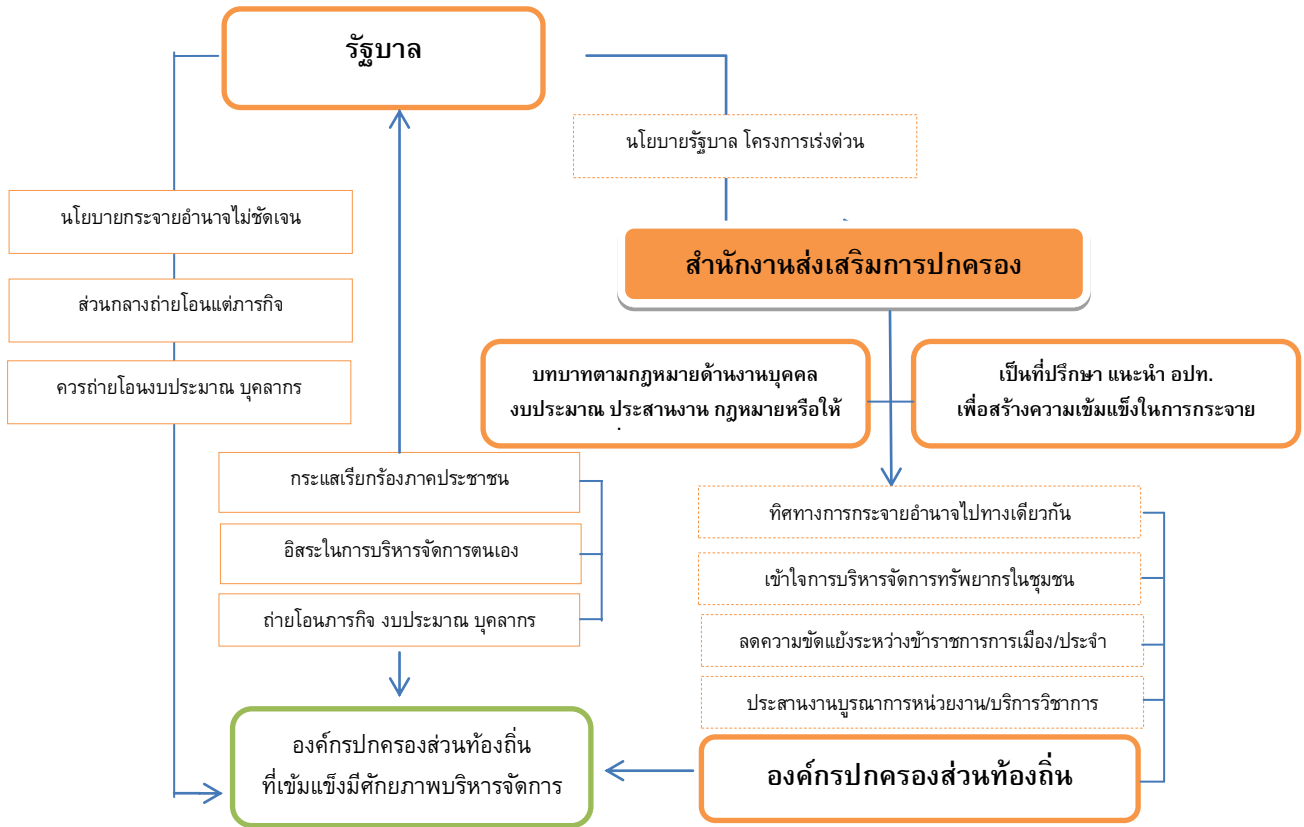 รัฐบาล
นโยบายรัฐบาล โครงการเร่งด่วน
นโยบายกระจายอำนาจไม่ชัดเจน
ส่วนกลางถ่ายโอนแต่ภารกิจ
ควรถ่ายโอนงบประมาณ บุคลากร
สำนักงานส่งเสริมการปกครอง
บทบาทตามกฎหมายด้านงานบุคคล
งบประมาณ ประสานงาน กฎหมายหรือให้
เป็นที่ปรึกษา แนะนำ อปท.
เพื่อสร้างความเข้มแข็งในการกระจาย
กระแสเรียกร้องภาคประชาชน
อิสระในการบริหารจัดการตนเอง
ถ่ายโอนภารกิจ งบประมาณ บุคลากร
ทิศทางการกระจายอำนาจไปทางเดียวกัน
เข้าใจการบริหารจัดการทรัพยากรในชุมชน
ลดความขัดแย้งระหว่างข้าราชการการเมือง/ประจำ
ประสานงานบูรณาการหน่วยงาน/บริการวิชาการ
องค์กรปกครองส่วนท้องถิ่น
ที่เข้มแข็งมีศักยภาพบริหารจัดการ
องค์กรปกครองส่วนท้องถิ่น